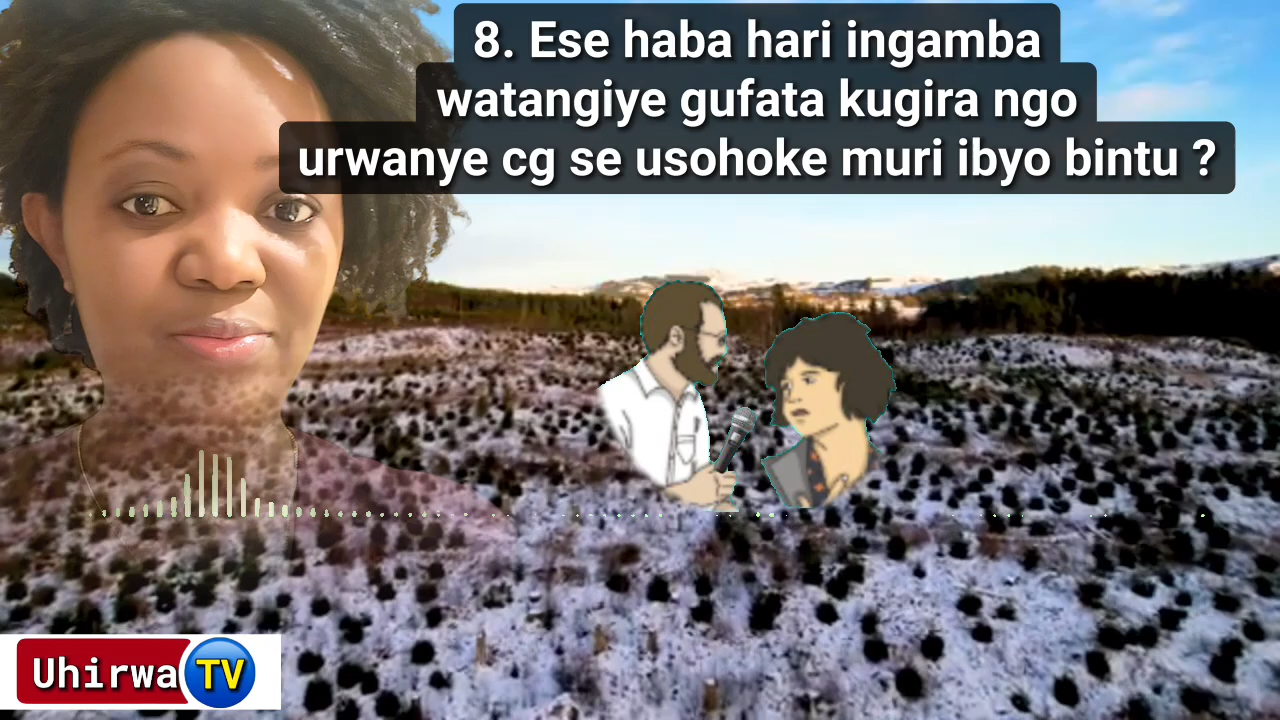 8. Ese haba hari ingamba
watangiye gufata kugira ngo
urwanye cg se usohoke muri ibyo bintu ?
Uhirwa TV